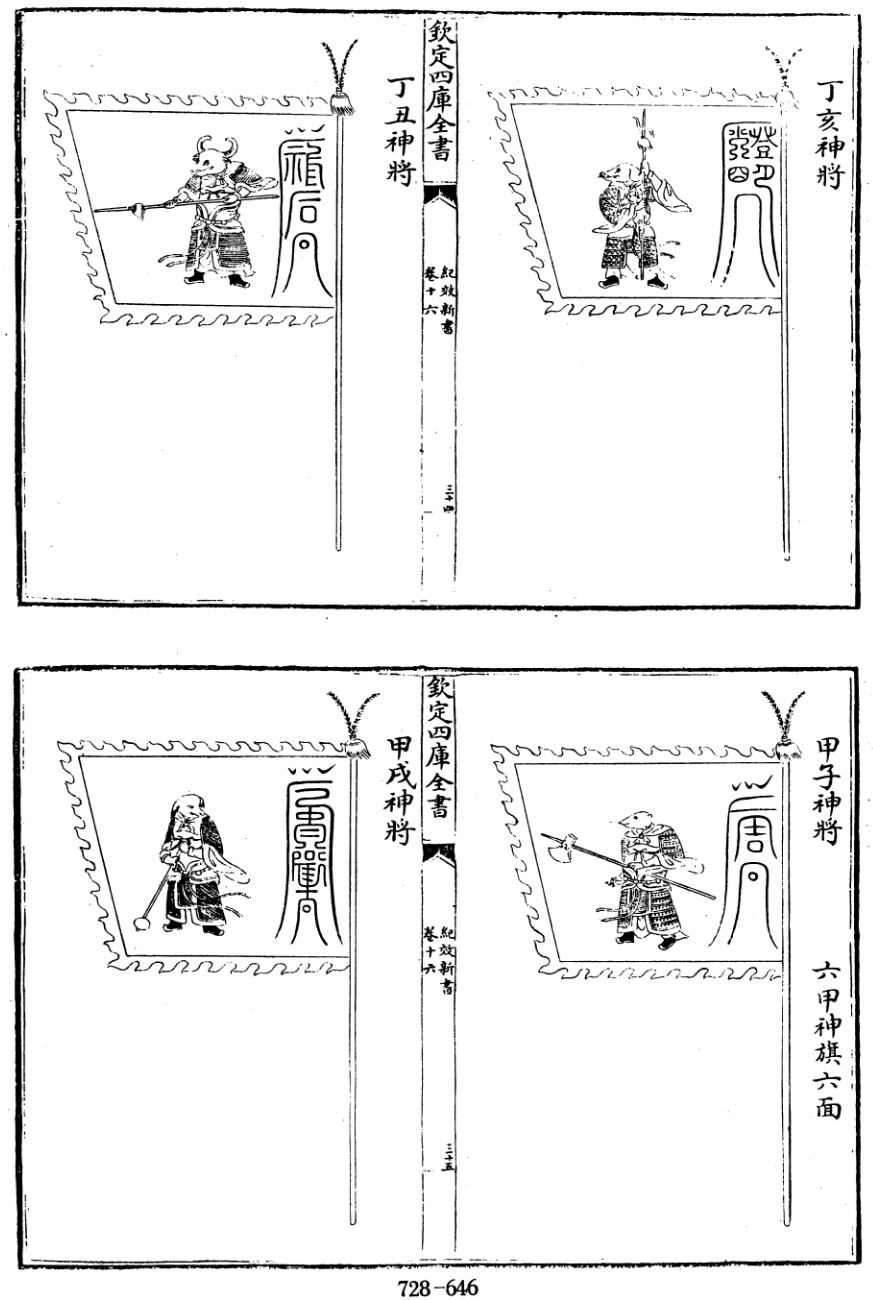 丁亥神將
欽定四庫全書
紀效新書
卷十六
三十四
丁丑神將
甲子神將
六甲神旗六面
欽定四庫全書
紀效新書
卷十六
三十五
甲戌神將
728-646